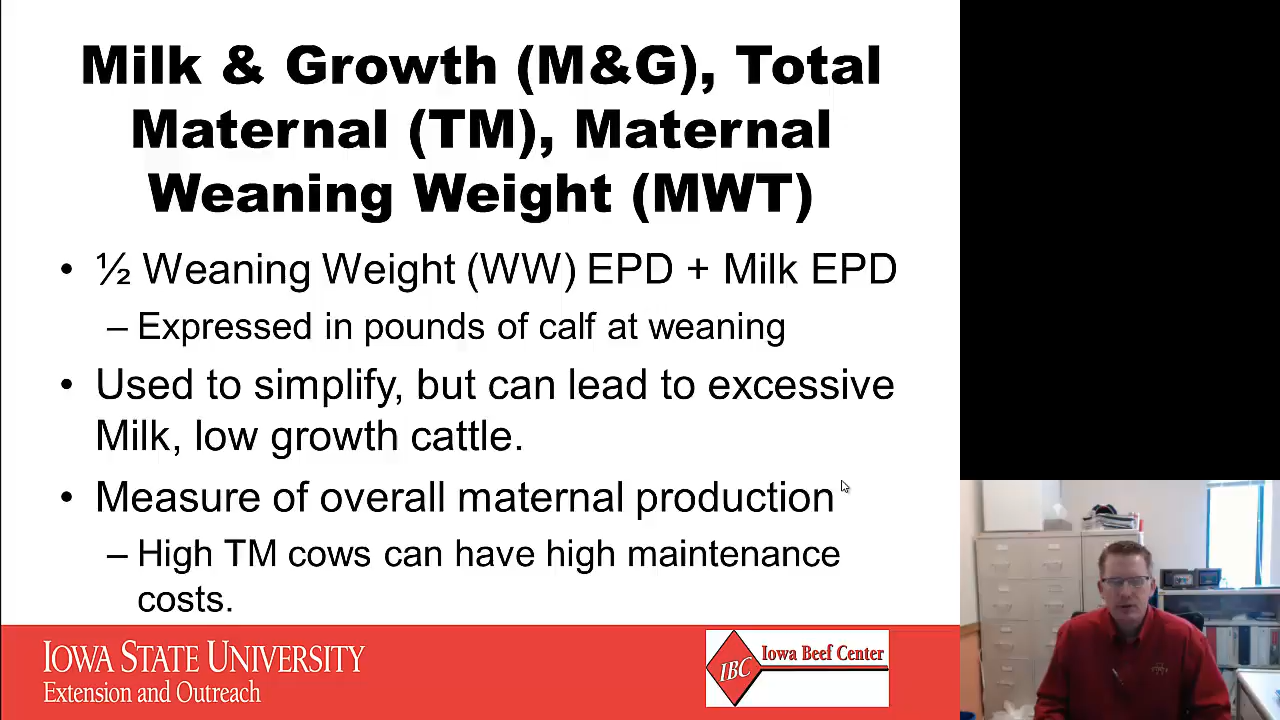 Milk & Growth (M&G), Total
Maternal (TM), Maternal
Weaning Weight (MWT)
• ½ Weaning Weight (WW) EPD + Milk EPD
– Expressed in pounds of calf at weaning
• Used to simplify, but can lead to excessive
Milk, low growth cattle.
• Measure of overall maternal production
– High TM cows can have high maintenance
costs.
IOWA STATE UNIVERSITY
Extension and Outreach
IBC
Iowa Beef Center